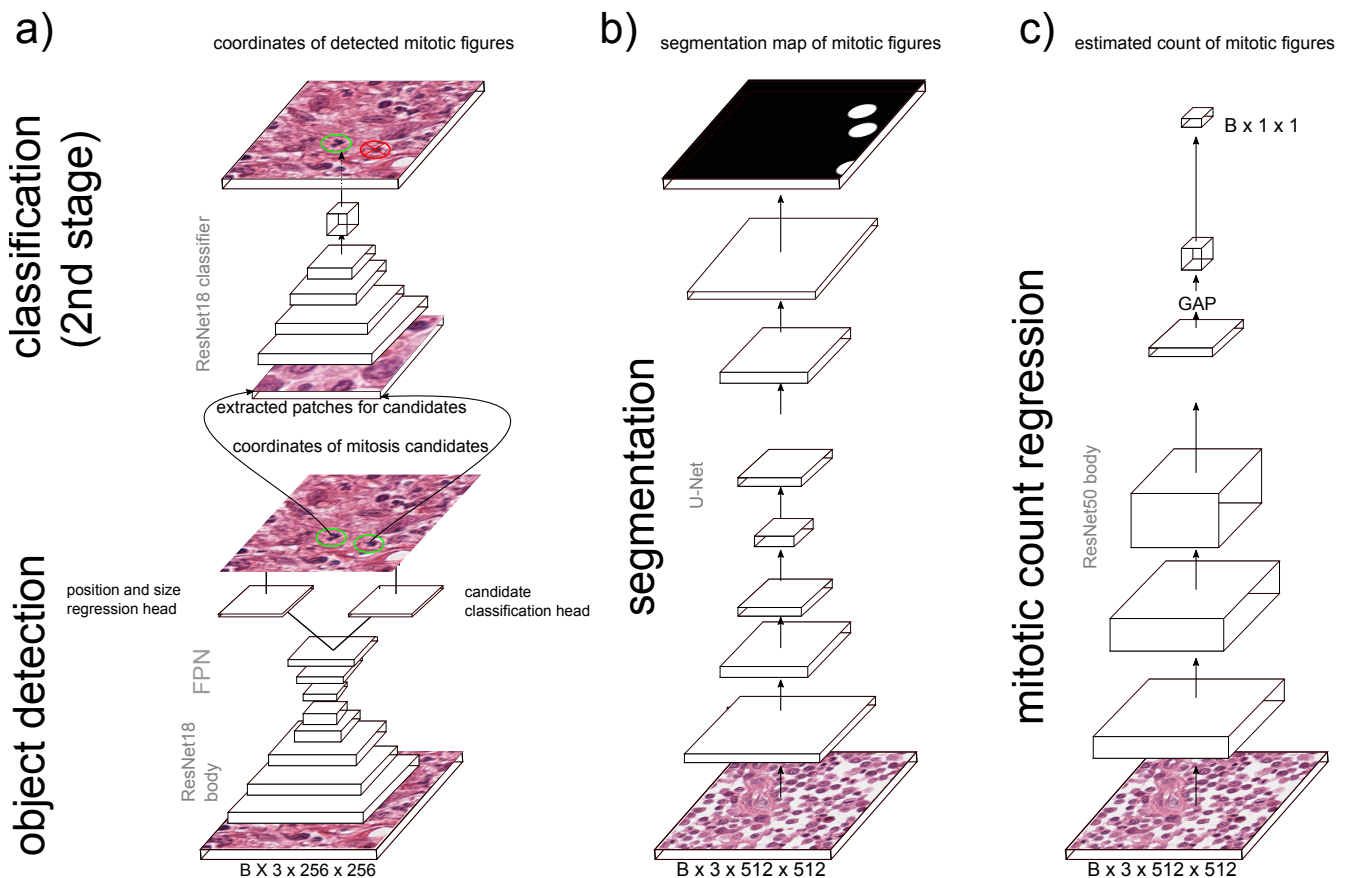 a)
coordinates of detected mitotic figures
classification
(2nd stage)
ResNet18 classifier
extracted patches for candidates
coordinates of mitosis candidates
object detection
position and size
regression head
candidate
classification head
FPN
ResNet18
body
B X 3 x 256 x 256
b)
segmentation map of mitotic figures
segmentation
U-Net
B x 3 x 512 x 512
c)
estimated count of mitotic figures
B x 1 x 1
GAP
mitotic count regression
ResNet50 body
B x 3 x 512 x 512